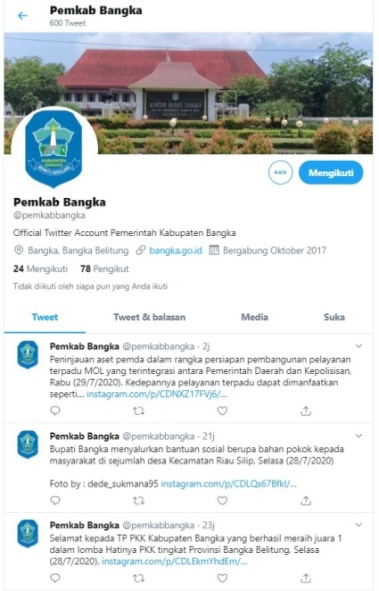 Pemkab Bangka
600 Tweet
KANTOR BUPATI BANGKA
KABUPATEN
BANGKA
Mengikuti
Pemkab Bangka
@pemkabbangka
Official Twitter Account Pemerintah Kabupaten Bangka
Bangka, Bangka Belitung bangka.go.id Bergabung Oktober 2017
24 Mengikuti 78 Pengikut
Tidak diikuti oleh siapa pun yang Anda ikuti
Tweet Tweet & balasan Media Suka
Pemkab Bangka @pemkabbangka · 2j
Peninjauan aset pemda dalam rangka persiapan pembangunan pelayanan
terpadu MOL yang terintegrasi antara Pemerintah Daerah dan Kepolisisan,
Rabu (29/7/2020). Kedepannya pelayanan terpadu dapat dimanfaatkan
seperti... instagram.com/p/CDNXZ17FVj6/...
Pemkab Bangka @pemkabbangka · 21j
Bupati Bangka menyalurkan bantuan sosial berupa bahan pokok kepada
masyarakat di sejumlah desa Kecamatan Riau Silip, Selasa (28/7/2020)
Foto by : dede_sukmana95 instagram.com/p/CDLQs67Bfkl/...
Pemkab Bangka @pemkabbangka · 23j
Selamat kepada TP PKK Kabupaten Bangka yang berhasil meraih juara 1
dalam lomba Hatinya PKK tingkat Provinsi Bangka Belitung, Selasa
(28/7/2020). instagram.com/p/CDLEkmYhdEm/...